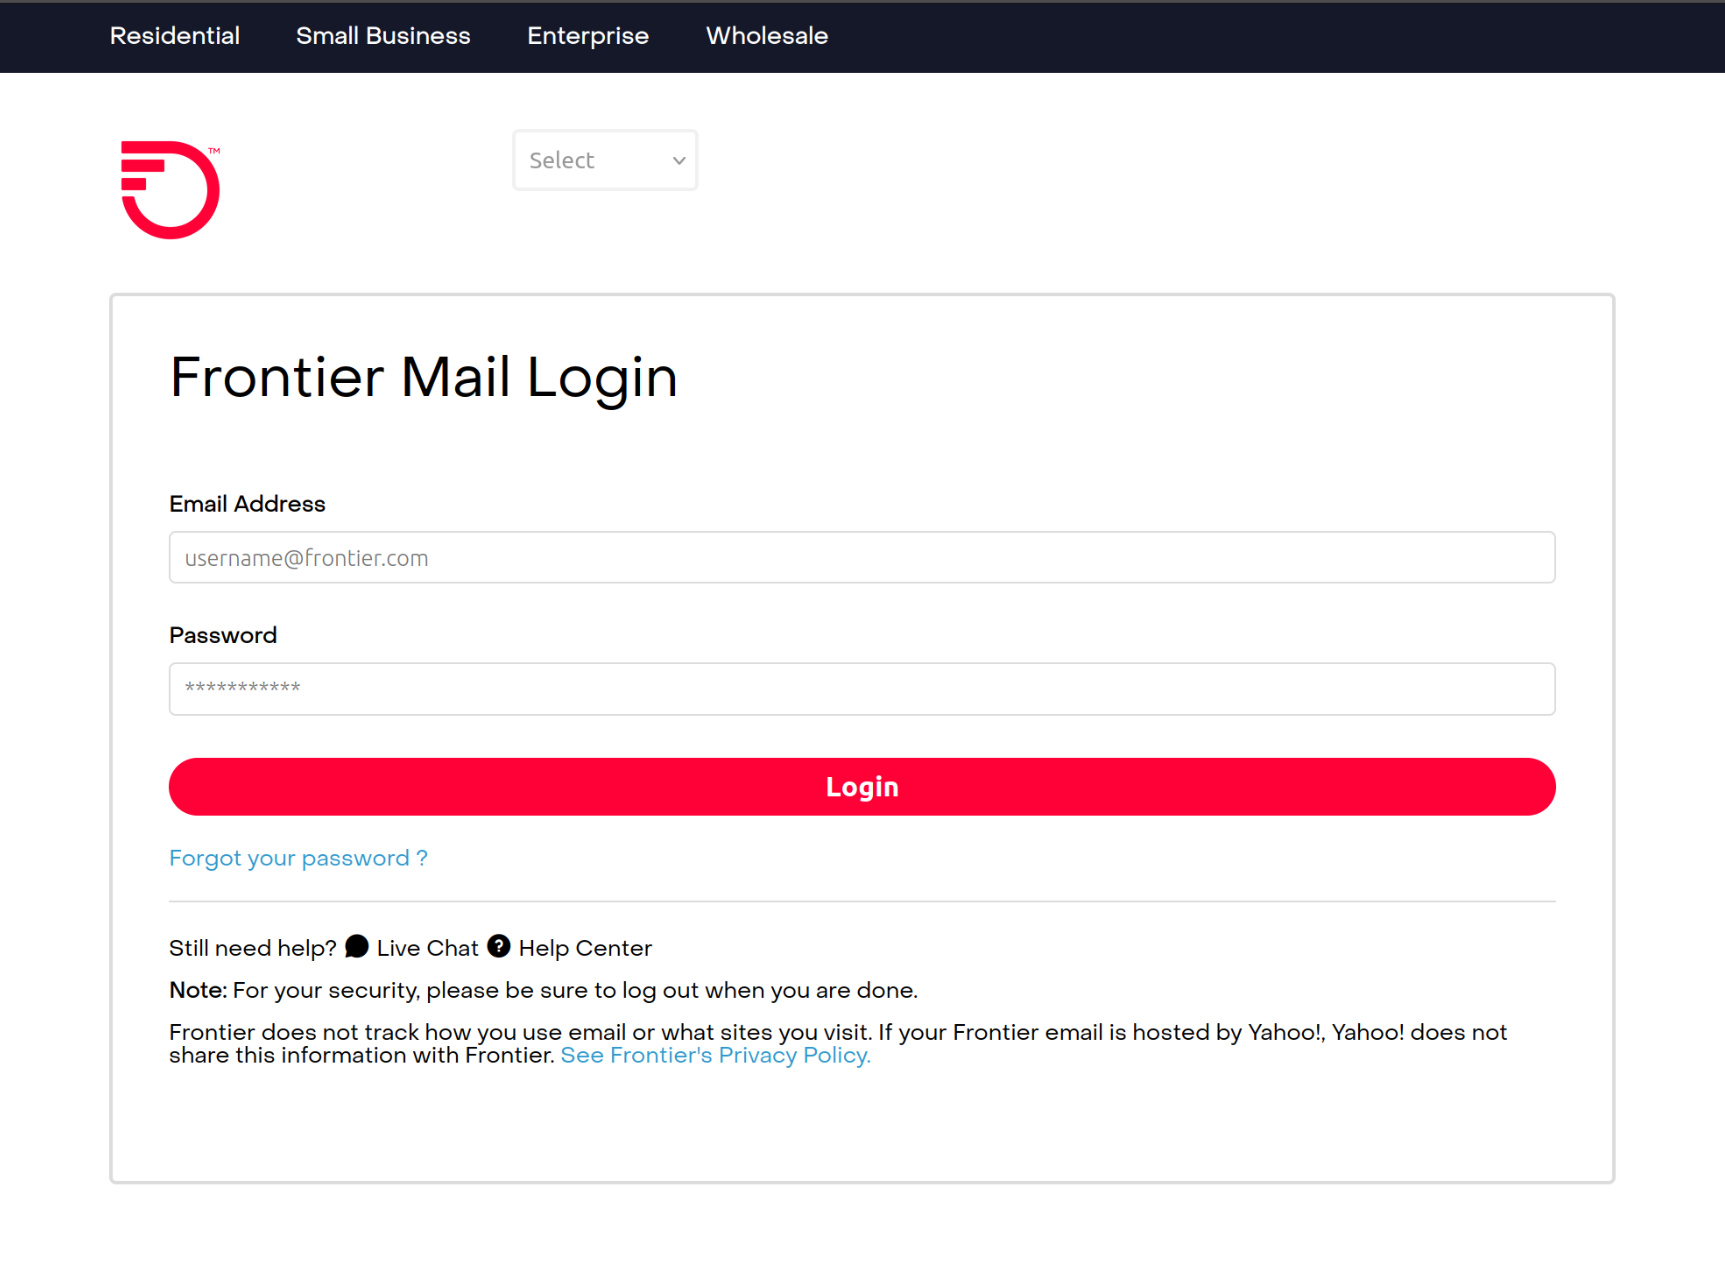 Residential Small Business Enterprise Wholesale
TM
Select
Frontier Mail Login
Email Address
username@frontier.com
Password
***********
Login
Forgot your password ?
Still need help? Live Chat ? Help Center
Note: For your security, please be sure to log out when you are done.
Frontier does not track how you use email or what sites you visit. If your Frontier email is hosted by Yahoo!, Yahoo! does not
share this information with Frontier. See Frontier's Privacy Policy.